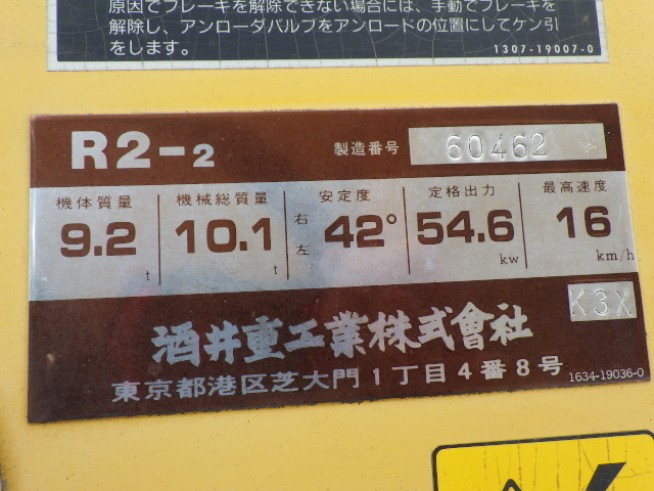 原因でブレーキを解除できない場合には、手動でブレーキを
解除し、アンローダバルブをアンロードの位置にしてケン引
をします。
1307-19007-0
R2-2 製造番号 60462
機体質量 機械総質量 安定度 定格出力 最高速度
9.2 t 10.1 t 右左 42° 54.6 kw 16 km/h
K3X
酒井重工業株式會社
東京都港区芝大門1丁目4番8号 1634-19036-0